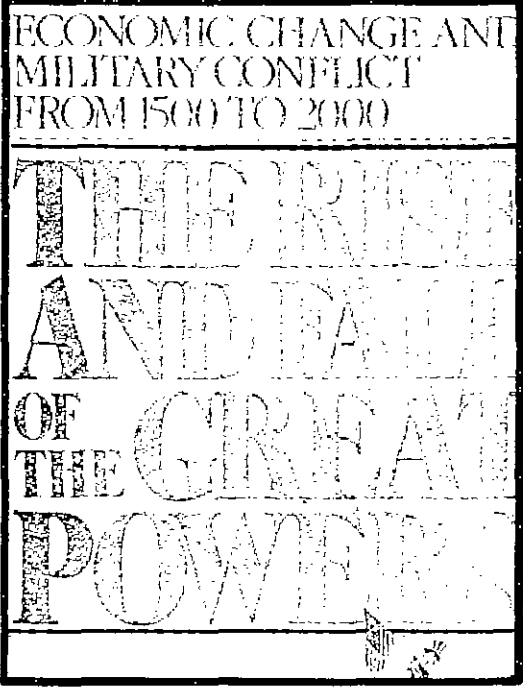 ECONOMIC CHANGE AND
MILITARY CONFLICT
FROM 1500 TO 2000
THE RISE
AND FALL
OF THE GREAT
POWERS